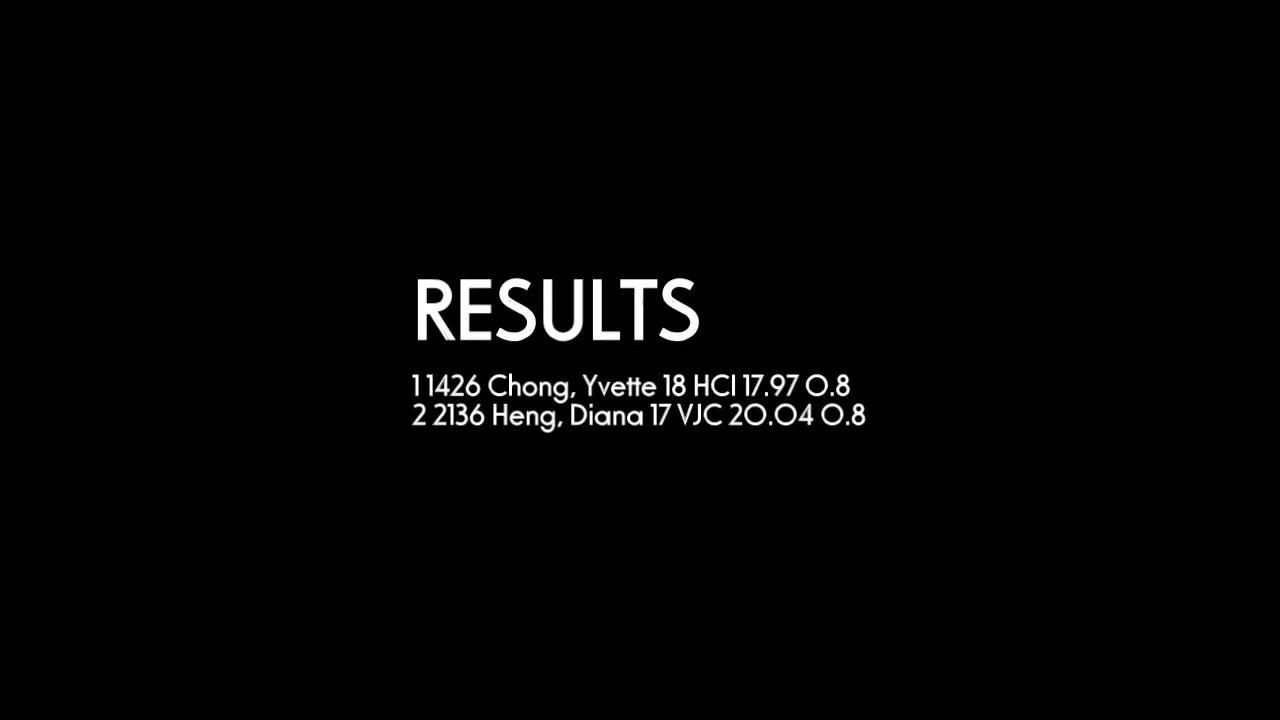 RESULTS
1 1426 Chong, Yvette 18 HCI 17.97 0.8
2 2136 Heng, Diana 17 VJC 20.04 0.8